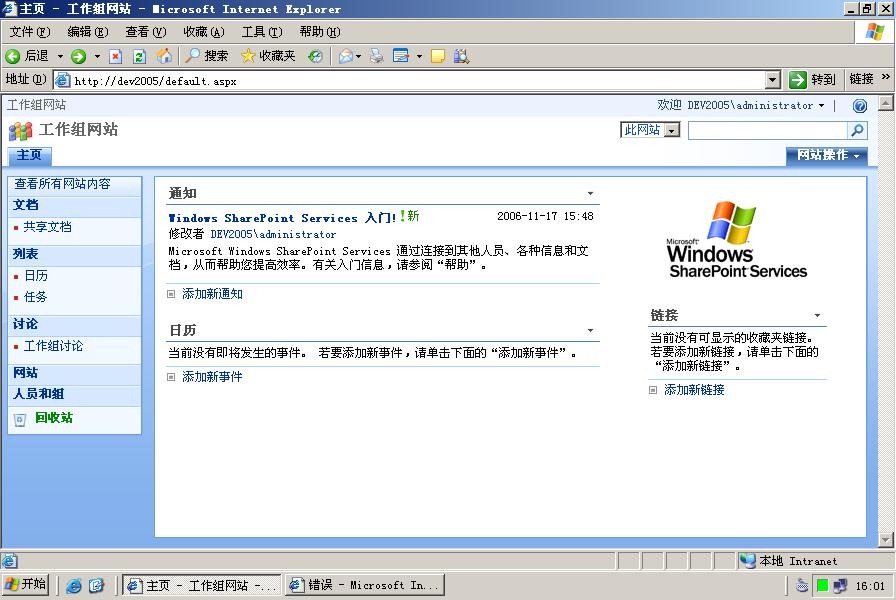 主页 - 工作组网站 - Microsoft Internet Explorer
文件(F) 编辑(E) 查看(V) 收藏(A) 工具(T) 帮助(H)
后退 搜索 收藏夹
地址(D) http://dev2005/default.aspx 转到 链接 »
工作组网站 欢迎 DEV2005\administrator
工作组网站 此网站
主页 网站操作
查看所有网站内容
文档
共享文档
列表
日历
任务
讨论
工作组讨论
网站
人员和组
回收站
通知
Windows SharePoint Services 入门! ! 新 2006-11-17 15:48
修改者 DEV2005\administrator
Microsoft Windows SharePoint Services 通过连接到其他人员、各种信息和文
档，从而帮助您提高效率。有关入门信息，请参阅“帮助”。
添加新通知
日历
当前没有即将发生的事件。 若要添加新事件，请单击下面的“添加新事件”。
添加新事件
Microsoft
Windows
SharePoint Services
链接
当前没有可显示的收藏夹链接。
若要添加新链接，请单击下面的
“添加新链接”。
添加新链接
本地 Intranet
开始 主页 - 工作组网站 -... 错误 - Microsoft In... 16:01